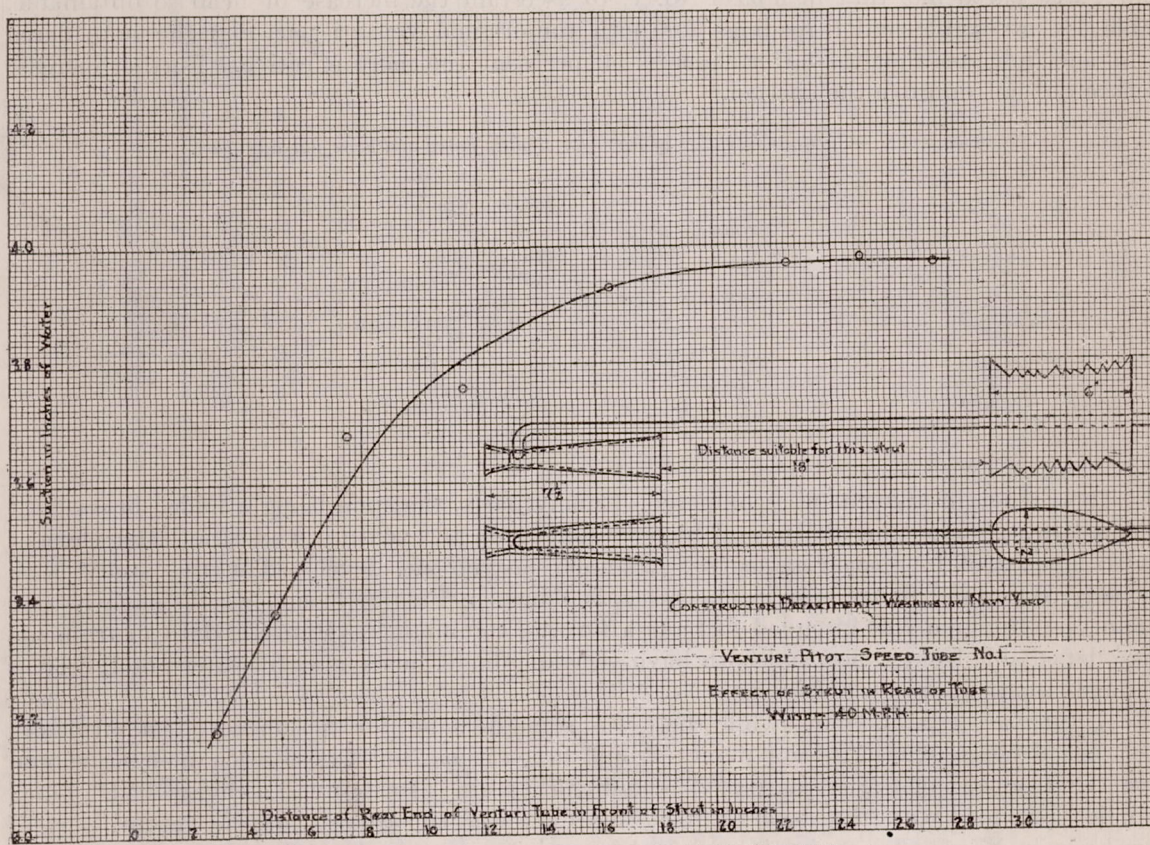 4.2
4.0
Suction in Inches of Water
3.8
6"
Distance suitable for this strut
18"
3.6
7½
2"
3.4
Construction Department - Washington Navy Yard
Venturi Pitot Speed Tube No.1
Effect of Strut in Rear of Tube
Wind - 40 M.P.H.
3.2
Distance of Rear End of Venturi Tube in Front of Strut in Inches
3.0 0 2 4 6 8 10 12 14 16 18 20 22 24 26 28 30